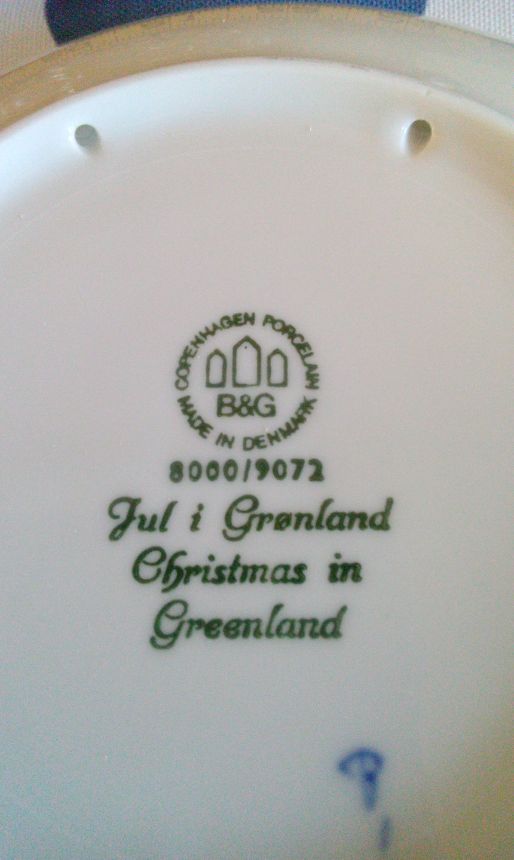 COPENHAGEN PORCELAIN
B&G
MADE IN DENMARK
8000/9072
Jul i Grønland
Christmas in
Greenland